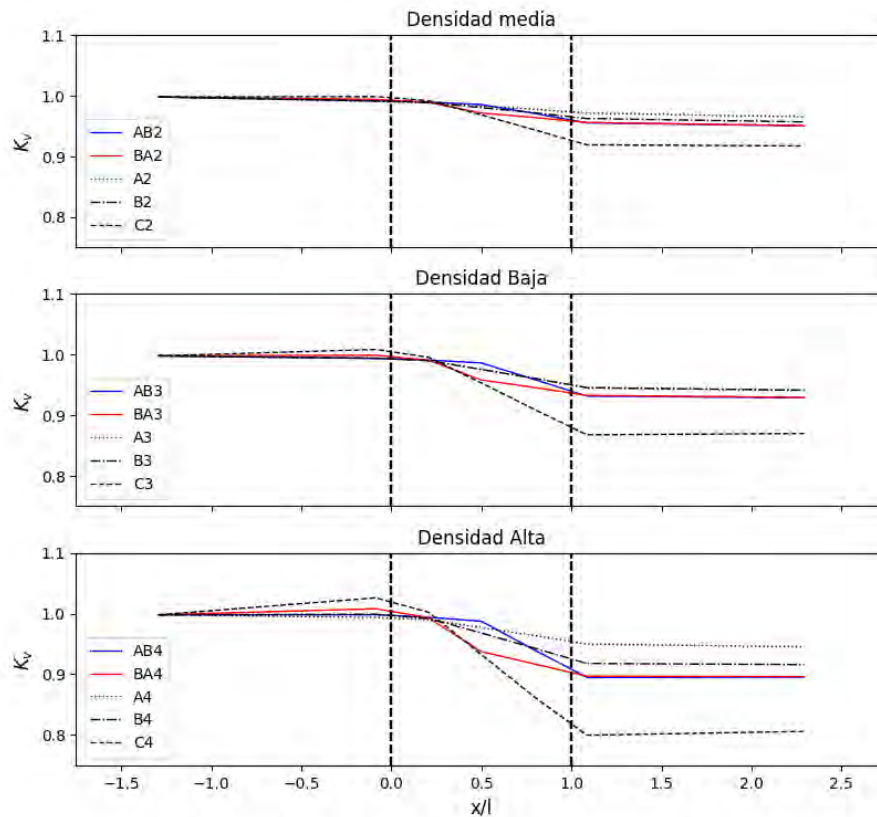 Densidad media
1.1
1.0
0.9
0.8
Kᵥ
AB2
BA2
A2
B2
C2
Densidad Baja
1.1
1.0
0.9
0.8
Kᵥ
AB3
BA3
A3
B3
C3
Densidad Alta
1.1
1.0
0.9
0.8
Kᵥ
AB4
BA4
A4
B4
C4
−1.5 −1.0 −0.5 0.0 0.5 1.0 1.5 2.0 2.5
x/l